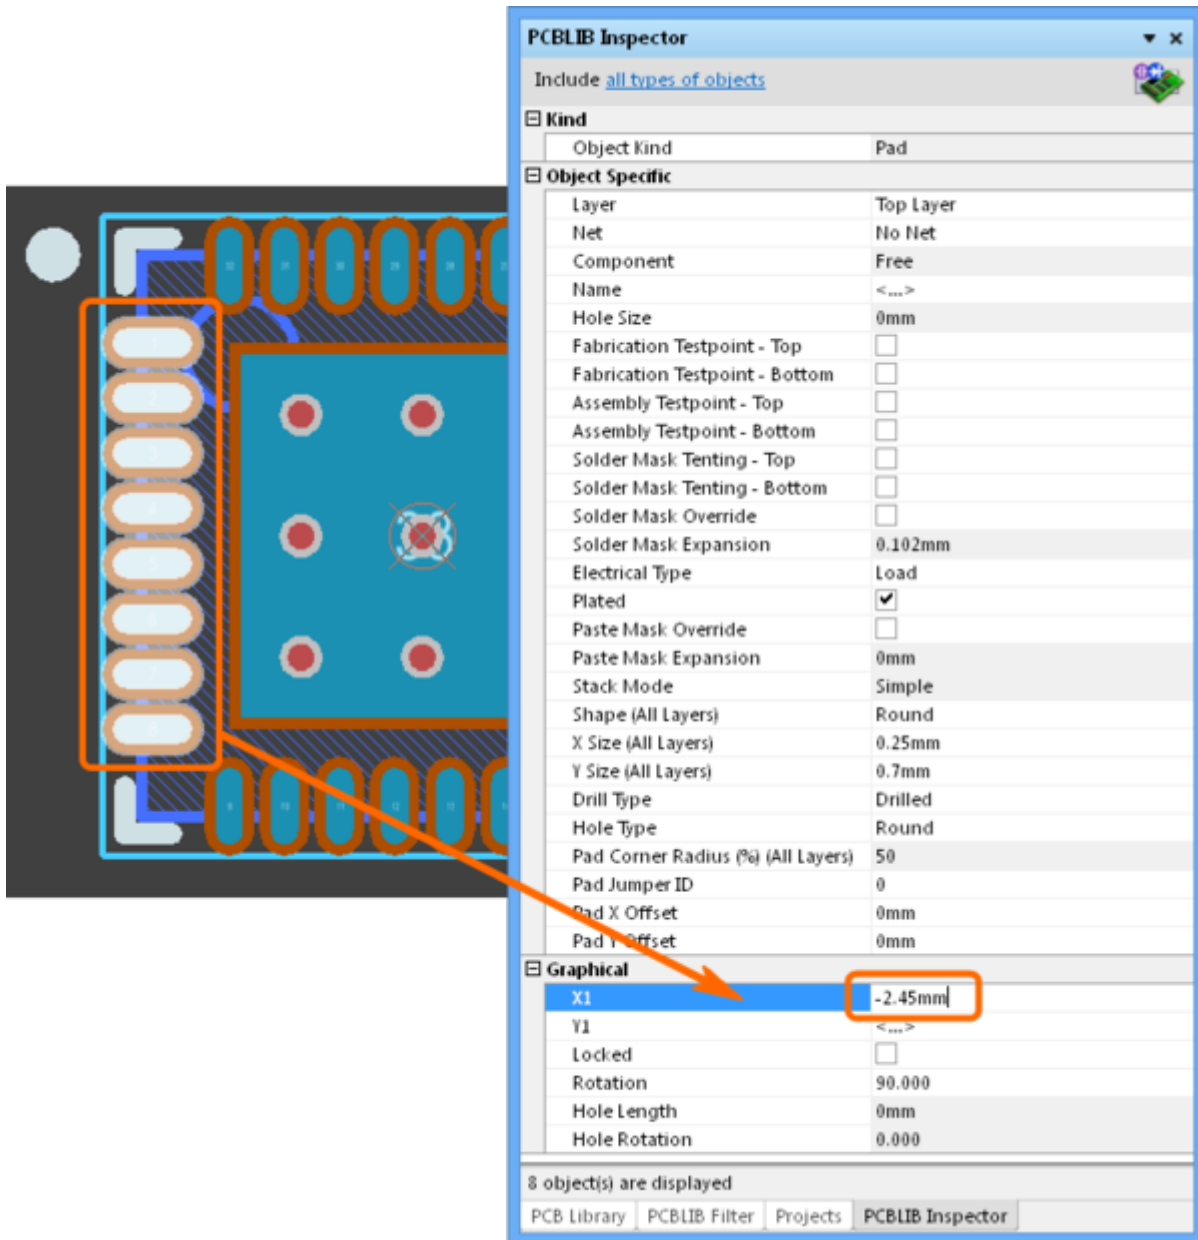 PCBLIB Inspector
Include all types of objects
Kind
Object Kind Pad
Object Specific
Layer Top Layer
Net No Net
Component Free
Name <...>
Hole Size 0mm
Fabrication Testpoint - Top
Fabrication Testpoint - Bottom
Assembly Testpoint - Top
Assembly Testpoint - Bottom
Solder Mask Tenting - Top
Solder Mask Tenting - Bottom
Solder Mask Override
Solder Mask Expansion 0.102mm
Electrical Type Load
Plated
Paste Mask Override
Paste Mask Expansion 0mm
Stack Mode Simple
Shape (All Layers) Round
X Size (All Layers) 0.25mm
Y Size (All Layers) 0.7mm
Drill Type Drilled
Hole Type Round
Pad Corner Radius (%) (All Layers) 50
Pad Jumper ID 0
Pad X Offset 0mm
Pad Y Offset 0mm
Graphical
X1 -2.45mm
Y1 <...>
Locked
Rotation 90.000
Hole Length 0mm
Hole Rotation 0.000
8 object(s) are displayed
PCB Library PCBLIB Filter Projects PCBLIB Inspector